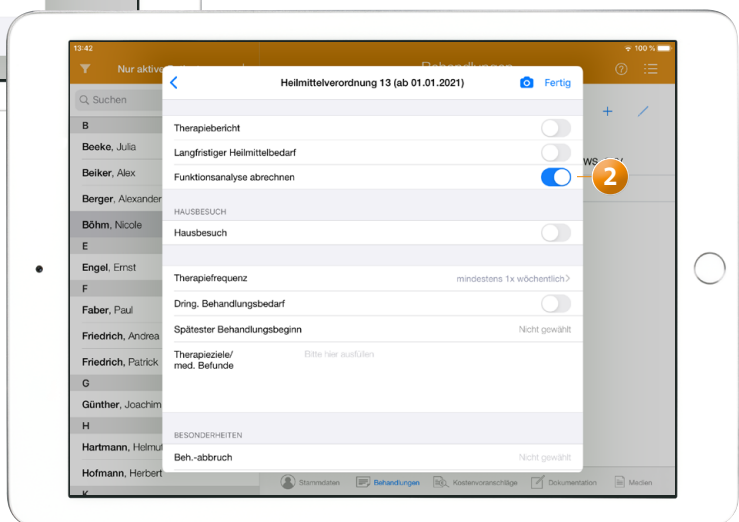 13:42
100 %
Nur aktive
Behandlungen
Suchen
B
Beeke, Julia
Beiker, Alex
Berger, Alexander
Böhm, Nicole
E
Engel, Ernst
F
Faber, Paul
Friedrich, Andrea
Friedrich, Patrick
G
Günther, Joachim
H
Hartmann, Helmut
Hofmann, Herbert
K
Heilmittelverordnung 13 (ab 01.01.2021)
Fertig
Therapiebericht
Langfristiger Heilmittelbedarf
Funktionsanalyse abrechnen
2
HAUSBESUCH
Hausbesuch
Therapiefrequenz
mindestens 1x wöchentlich
Dring. Behandlungsbedarf
Spätester Behandlungsbeginn
Nicht gewählt
Therapieziele/
med. Befunde
Bitte hier ausfüllen
BESONDERHEITEN
Beh.-abbruch
Nicht gewählt
Stammdaten
Behandlungen
Kostenvoranschläge
Dokumentation
Medien